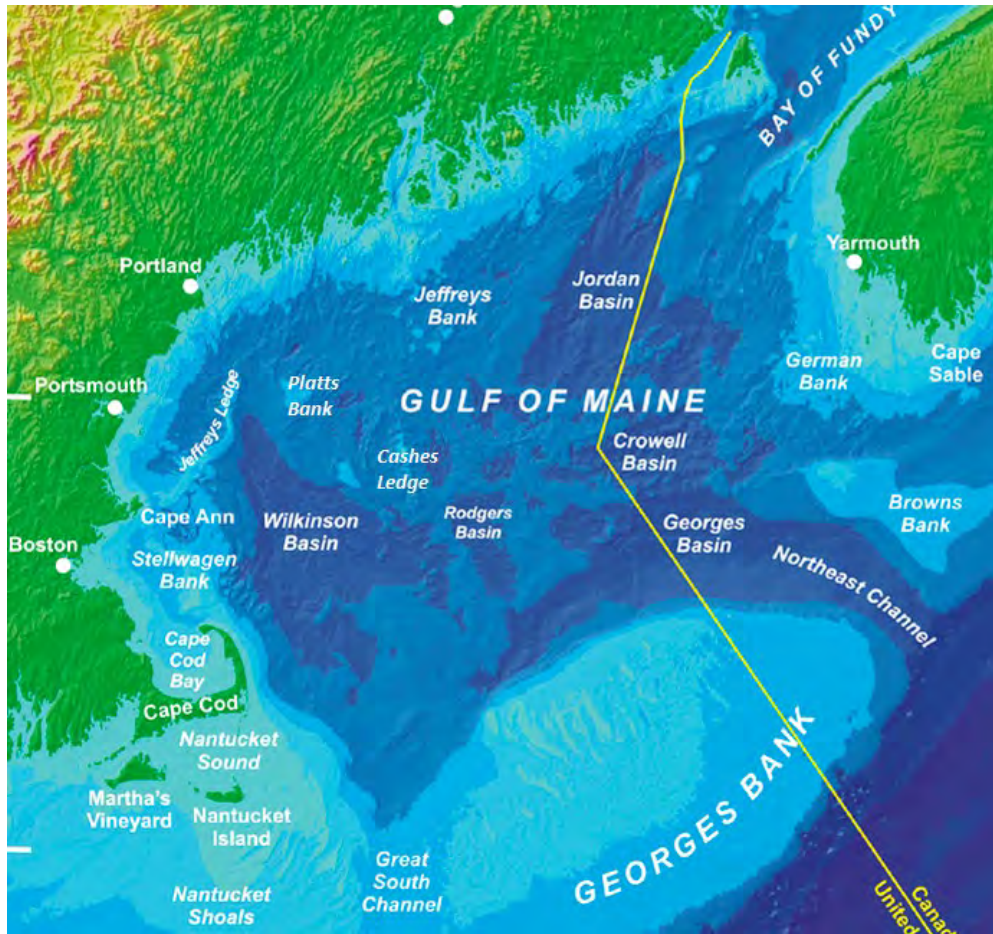 BAY OF FUNDY
Portland
Yarmouth
Jordan
Basin
Jeffreys
Bank
German
Bank
Cape
Sable
Portsmouth
Jeffreys Ledge
Platts
Bank
GULF OF MAINE
Crowell
Basin
Cashes
Ledge
Browns
Bank
Cape Ann
Wilkinson
Basin
Rodgers
Basin
Georges
Basin
Boston
Stellwagen
Bank
Northeast Channel
Cape
Cod
Bay
Cape Cod
Nantucket
Sound
Martha's
Vineyard
Nantucket
Island
GEORGES BANK
Great
South
Channel
Nantucket
Shoals
Canad
United